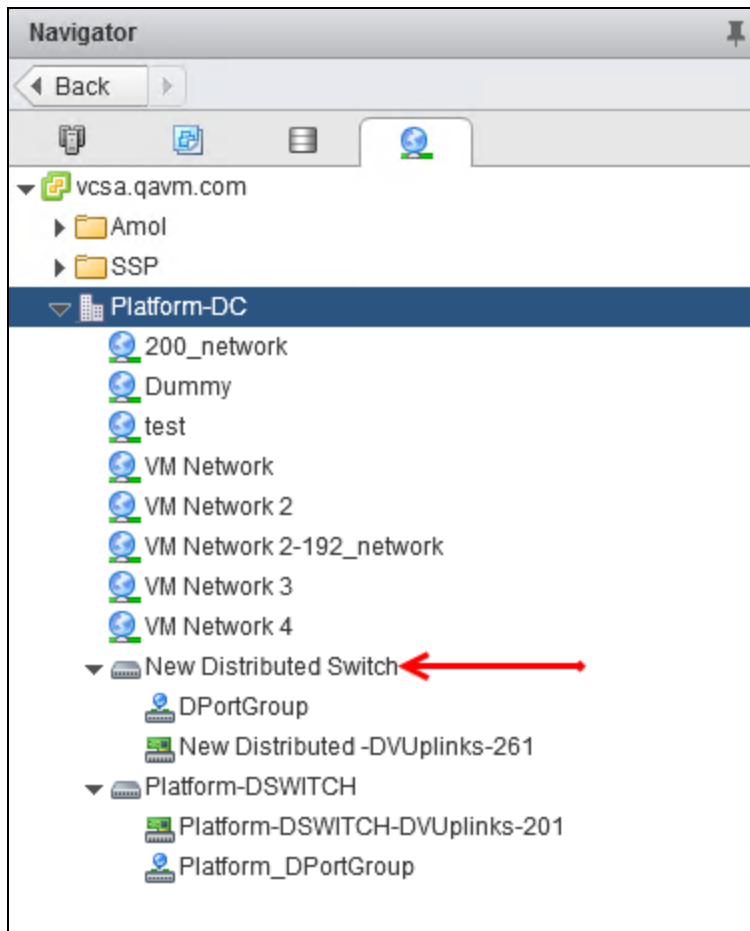 Navigator
Back
vcsa.qavm.com
Amol
SSP
Platform-DC
200_network
Dummy
test
VM Network
VM Network 2
VM Network 2-192_network
VM Network 3
VM Network 4
New Distributed Switch
DPortGroup
New Distributed -DVUplinks-261
Platform-DSWITCH
Platform-DSWITCH-DVUplinks-201
Platform_DPortGroup